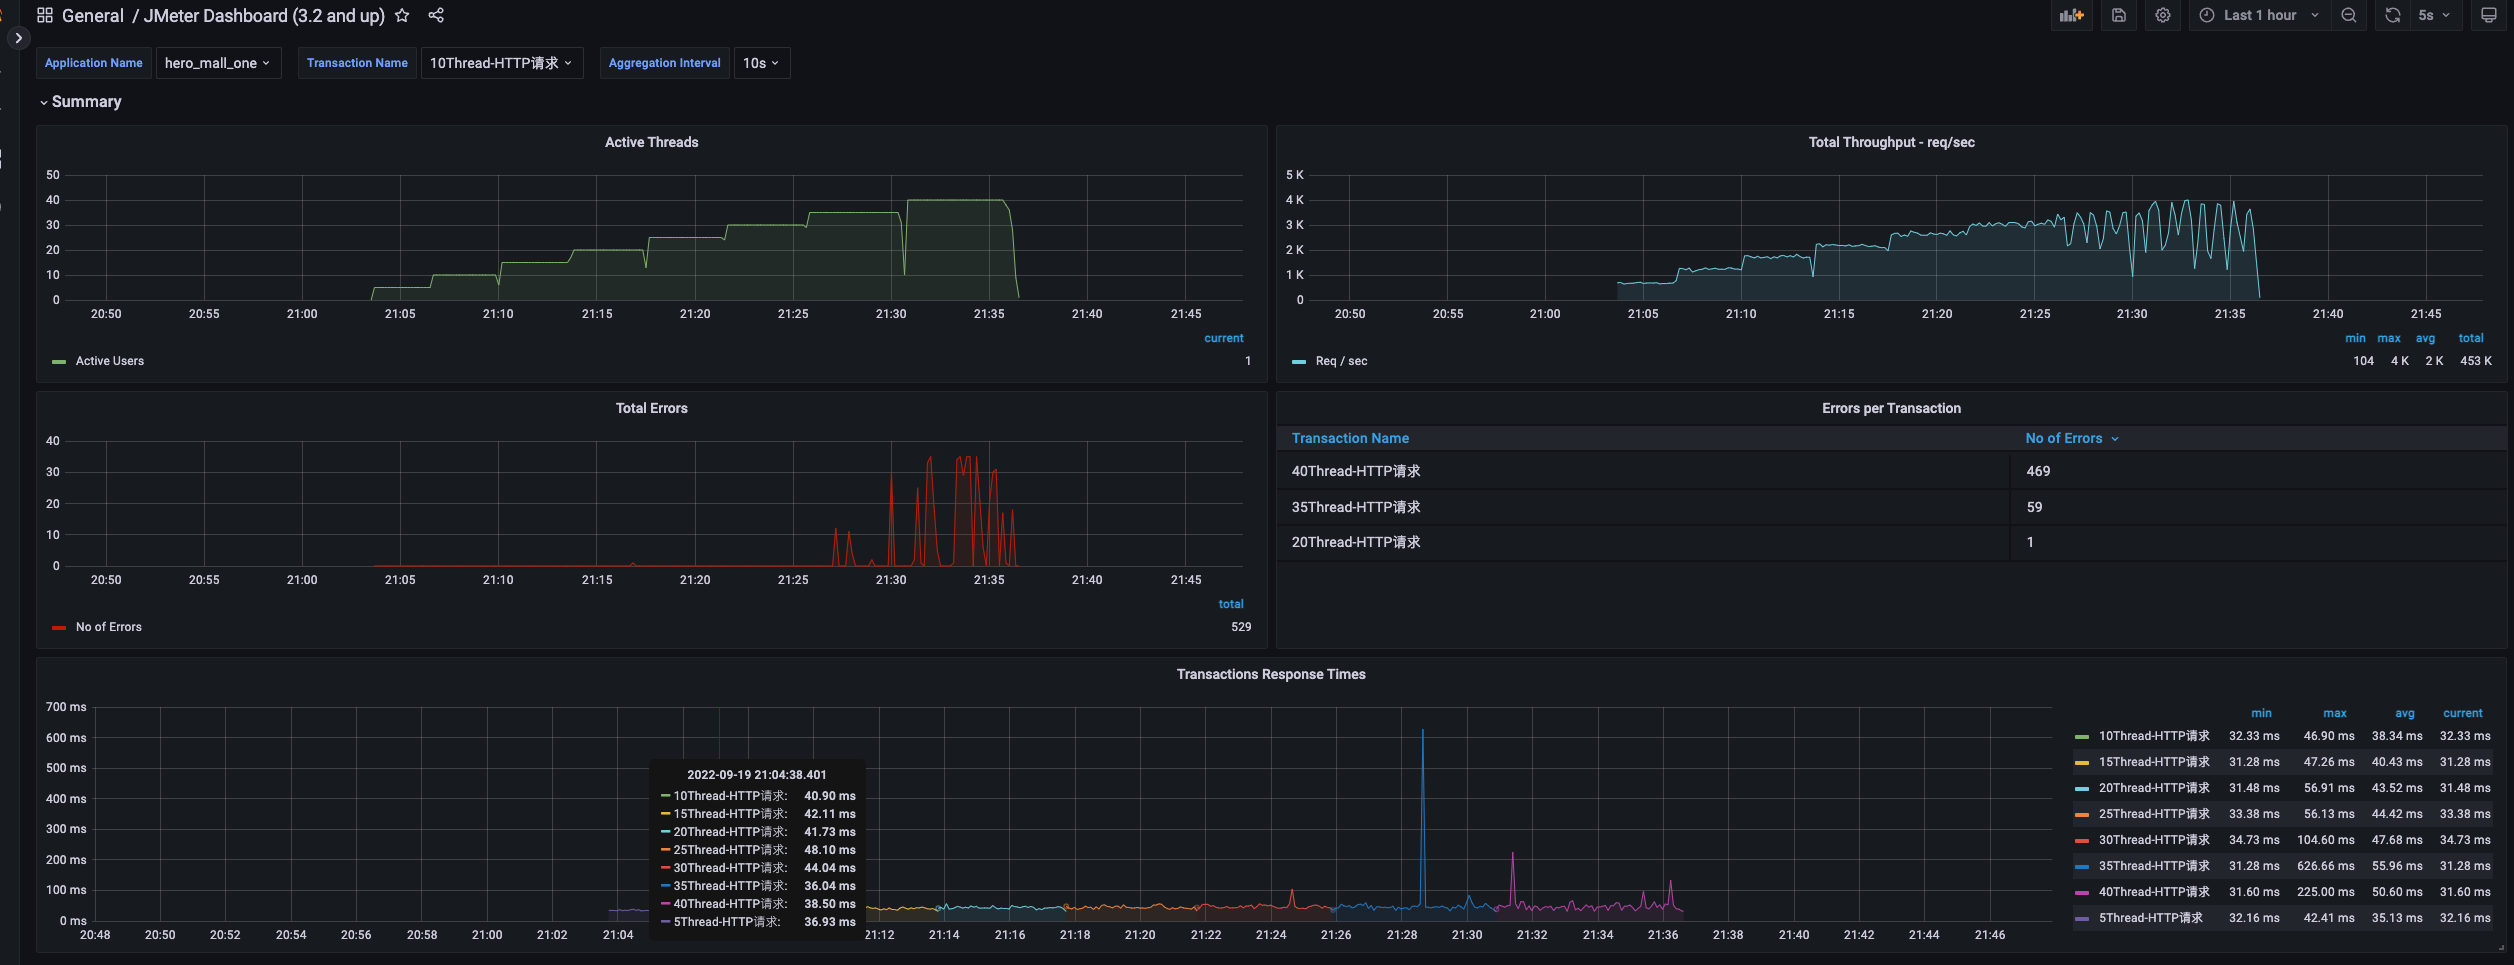 General / JMeter Dashboard (3.2 and up)
Last 1 hour
5s
Application Name hero_mall_one Transaction Name 10Thread-HTTP请求 Aggregation Interval 10s
Summary
Active Threads
50
40
30
20
10
0
20:50 20:55 21:00 21:05 21:10 21:15 21:20 21:25 21:30 21:35 21:40 21:45
current
Active Users 1
Total Throughput - req/sec
5 K
4 K
3 K
2 K
1 K
0
20:50 20:55 21:00 21:05 21:10 21:15 21:20 21:25 21:30 21:35 21:40 21:45
min max avg total
Req / sec 104 4 K 2 K 453 K
Total Errors
40
30
20
10
0
20:50 20:55 21:00 21:05 21:10 21:15 21:20 21:25 21:30 21:35 21:40 21:45
total
No of Errors 529
Errors per Transaction
Transaction Name No of Errors
40Thread-HTTP请求 469
35Thread-HTTP请求 59
20Thread-HTTP请求 1
Transactions Response Times
700 ms
600 ms
500 ms
400 ms
300 ms
200 ms
100 ms
0 ms
20:48 20:50 20:52 20:54 20:56 20:58 21:00 21:02 21:04 21:12 21:14 21:16 21:18 21:20 21:22 21:24 21:26 21:28 21:30 21:32 21:34 21:36 21:38 21:40 21:42 21:44 21:46
2022-09-19 21:04:38.401
10Thread-HTTP请求: 40.90 ms
15Thread-HTTP请求: 42.11 ms
20Thread-HTTP请求: 41.73 ms
25Thread-HTTP请求: 48.10 ms
30Thread-HTTP请求: 44.04 ms
35Thread-HTTP请求: 36.04 ms
40Thread-HTTP请求: 38.50 ms
5Thread-HTTP请求: 36.93 ms
min max avg current
10Thread-HTTP请求 32.33 ms 46.90 ms 38.34 ms 32.33 ms
15Thread-HTTP请求 31.28 ms 47.26 ms 40.43 ms 31.28 ms
20Thread-HTTP请求 31.48 ms 56.91 ms 43.52 ms 31.48 ms
25Thread-HTTP请求 33.38 ms 56.13 ms 44.42 ms 33.38 ms
30Thread-HTTP请求 34.73 ms 104.60 ms 47.68 ms 34.73 ms
35Thread-HTTP请求 31.28 ms 626.66 ms 55.96 ms 31.28 ms
40Thread-HTTP请求 31.60 ms 225.00 ms 50.60 ms 31.60 ms
5Thread-HTTP请求 32.16 ms 42.41 ms 35.13 ms 32.16 ms